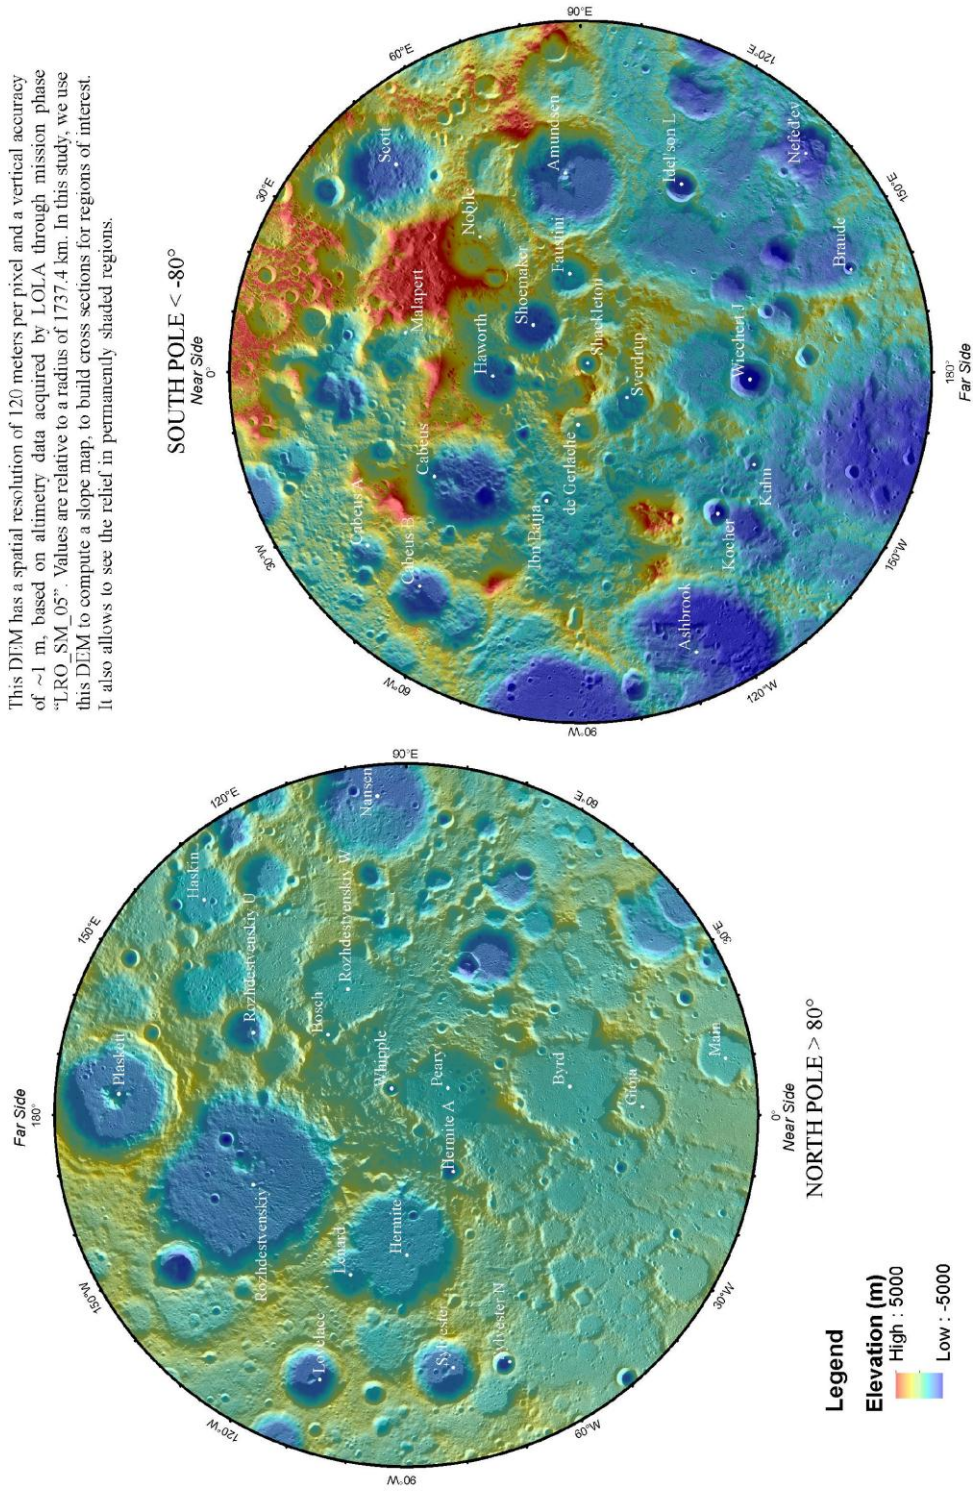 This DEM has a spatial resolution of 120 meters per pixel and a vertical accuracy
of ~1 m, based on altimetry data acquired by LOLA through mission phase
“LRO_SM_05”. Values are relative to a radius of 1737.4 km. In this study, we use
this DEM to compute a slope map, to build cross sections for regions of interest.
It also allows to see the relief in permanently shaded regions.
Far Side
180°
150°W
150°E
120°W
120°E
90°W
90°E
60°W
60°E
30°W
30°E
0°
Near Side
NORTH POLE > 80°
Plaskett
Haskin
Rozhdestvenskiy U
Rozhdestvenskiy
Nansen
Lovelace
Lenard
Bosch
Rozhdestvenskiy W
Whipple
Hermite
Sylvester
Hermite A
Peary
Sylvester N
Byrd
Gioia
Main
SOUTH POLE < -80°
Near Side
0°
30°W
30°E
60°W
60°E
90°W
90°E
120°W
120°E
150°W
150°E
180°
Far Side
Scott
Cabeus A
Malapert
Cabeus B
Cabeus
Nobile
Haworth
Shoemaker
Amundsen
Faustini
Ibn Bajja
de Gerlache
Shackleton
Sverdrup
Idel'son L
Ashbrook
Kocher
Wiechert J
Kuhn
Nefed'ev
Braude
Legend
Elevation (m)
High : 5000
Low : -5000